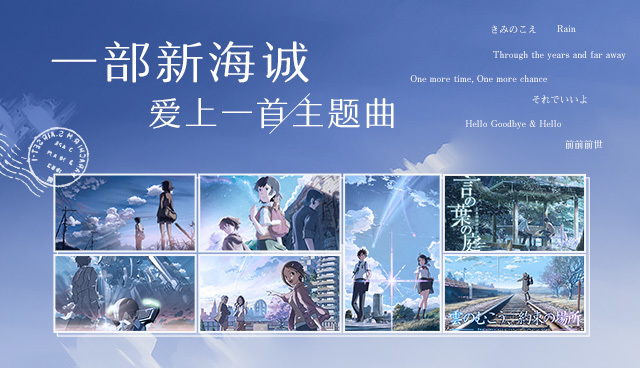 一部新海诚
爱上一首主题曲
きみのこえ Rain
Through the years and far away
One more time, One more chance
それでいいよ
Hello Goodbye & Hello
前前前世
言の葉の庭
雲のむこう、約束の場所